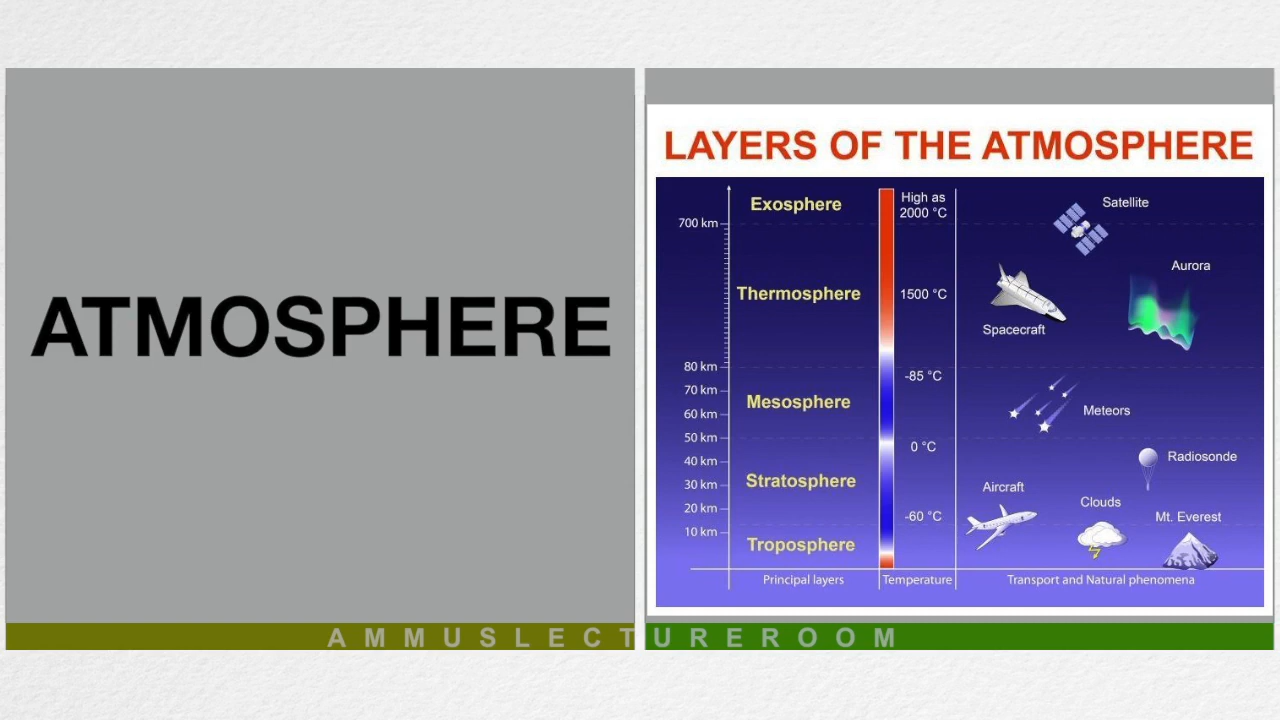 ATMOSPHERE
LAYERS OF THE ATMOSPHERE
Exosphere
High as
2000 °C
Satellite
700 km
Aurora
Thermosphere
1500 °C
Spacecraft
80 km
-85 °C
70 km
Mesosphere
Meteors
60 km
50 km
0 °C
40 km
Radiosonde
30 km
Stratosphere
Aircraft
20 km
-60 °C
Clouds
Mt. Everest
10 km
Troposphere
Principal layers
Temperature
Transport and Natural phenomena
AMMUSLECTUREROOM